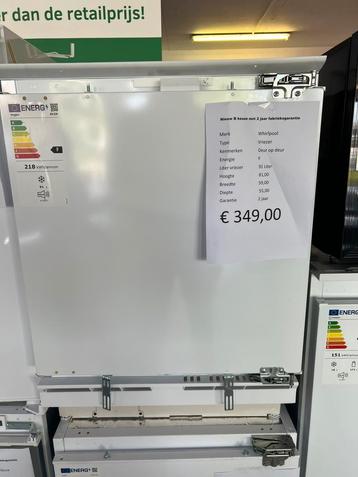 er dan de retailprijs!
ENERG
218
Nieuw B keuze met 2 jaar fabrieksgarantie
Merk Whirlpool
Type Vriezer
Kenmerken Deur op deur
Energie F
Liter vriezer 91 Liter
Hoogte 81,00
Breedte 59,00
Diepte 55,00
Garantie 2 jaar
€ 349,00
ENERG
151
ENERG